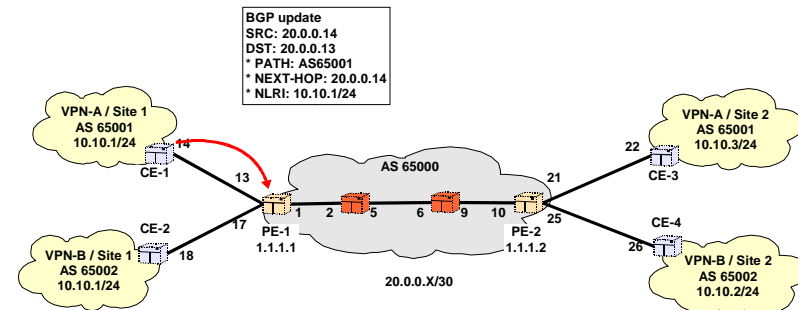 BGP update
SRC: 20.0.0.14
DST: 20.0.0.13
* PATH: AS65001
* NEXT-HOP: 20.0.0.14
* NLRI: 10.10.1/24
VPN-A / Site 1
AS 65001
10.10.1/24
14
CE-1
13
VPN-A / Site 2
AS 65001
10.10.3/24
22
CE-3
AS 65000
21
1
2
5
6
9
10
25
17
PE-1
1.1.1.1
PE-2
1.1.1.2
CE-2
18
VPN-B / Site 1
AS 65002
10.10.1/24
CE-4
26
VPN-B / Site 2
AS 65002
10.10.2/24
20.0.0.X/30